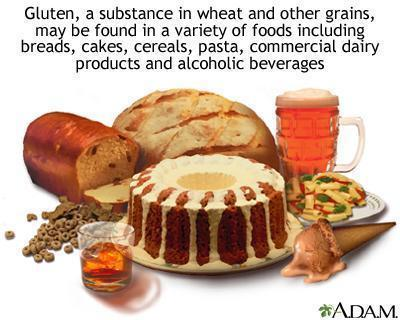 Gluten, a substance in wheat and other grains,
may be found in a variety of foods including
breads, cakes, cereals, pasta, commercial dairy
products and alcoholic beverages
ADAM.